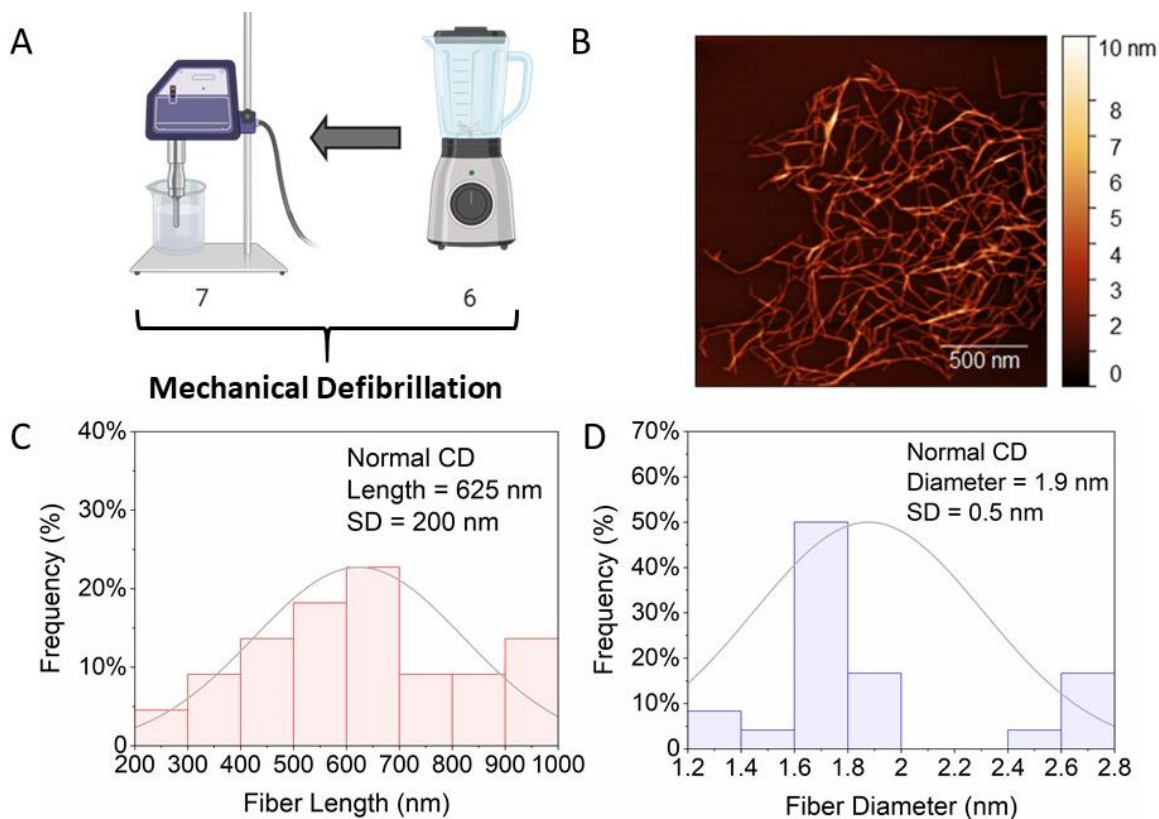 A
7
6
Mechanical Defibrillation
B
10 nm
8
7
6
5
4
3
2
1
0
500 nm
C
40%
30%
20%
10%
0
Normal CD
Length = 625 nm
SD = 200 nm
200 300 400 500 600 700 800 900 1000
Frequency (%)
Fiber Length (nm)
D
70%
60%
50%
40%
30%
20%
10%
0
Normal CD
Diameter = 1.9 nm
SD = 0.5 nm
1.2 1.4 1.6 1.8 2 2.2 2.4 2.6 2.8
Frequency (%)
Fiber Diameter (nm)